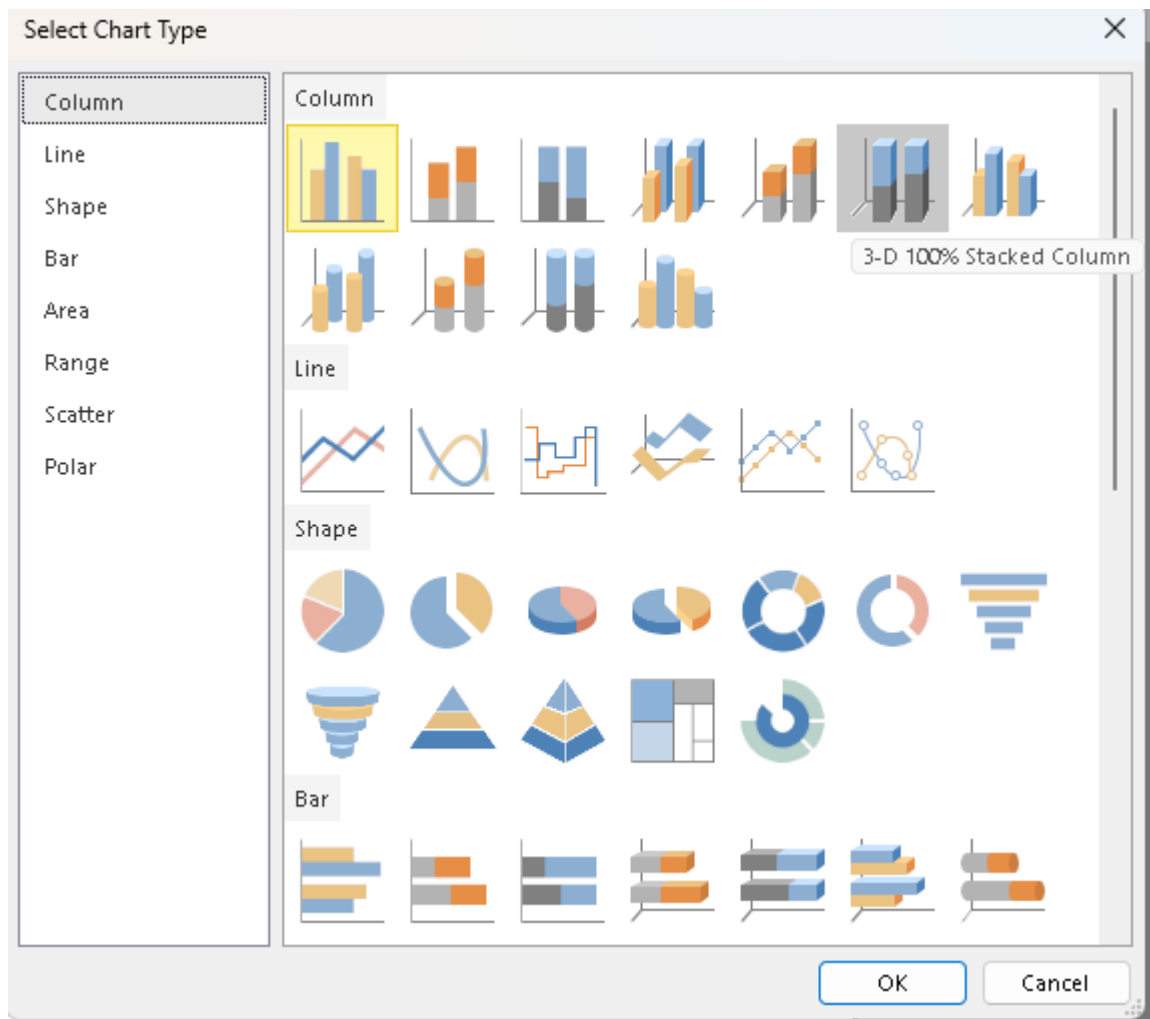 Select Chart Type
Column
Line
Shape
Bar
Area
Range
Scatter
Polar
Column
3-D 100% Stacked Column
Line
Shape
Bar
OK
Cancel